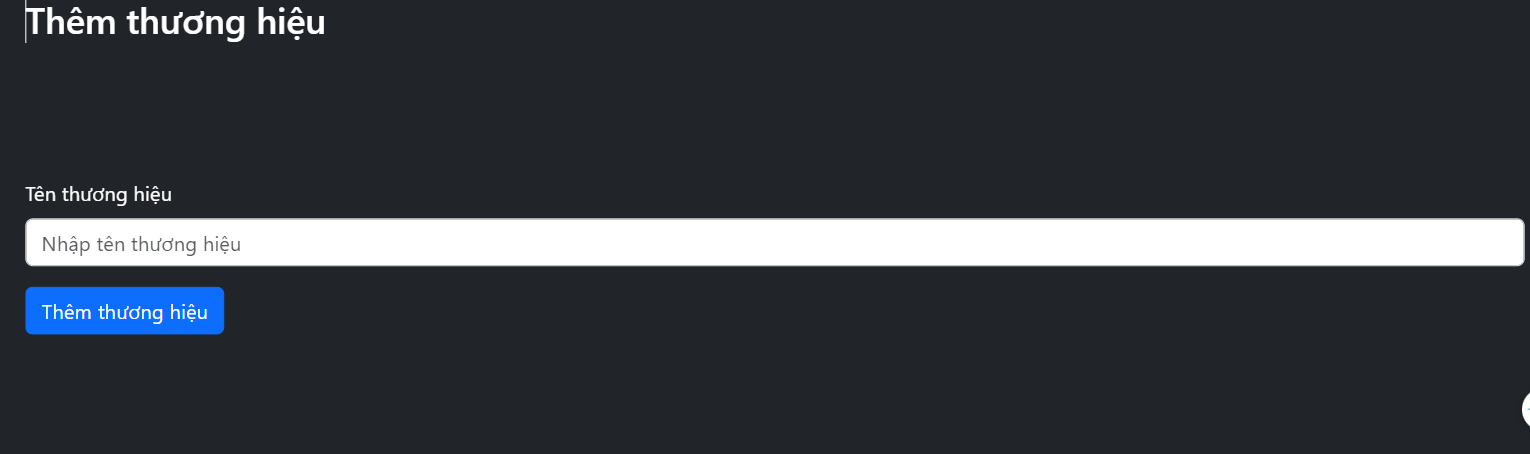 Thêm thương hiệu
Tên thương hiệu
Nhập tên thương hiệu
Thêm thương hiệu